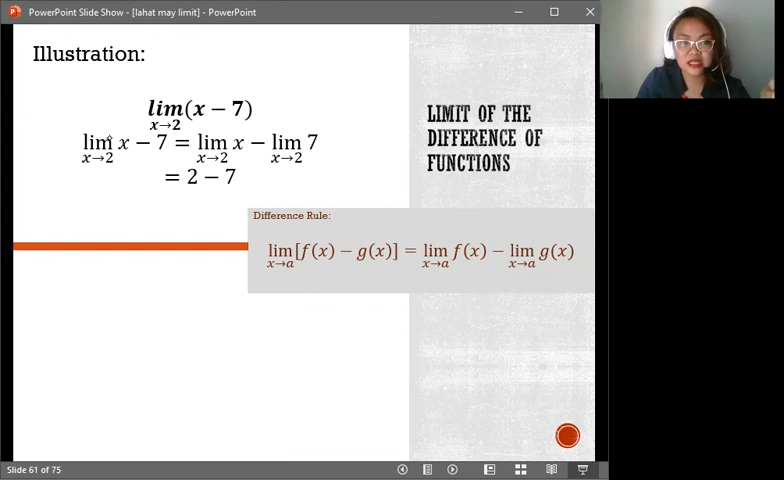 PowerPoint Slide Show - [lahat may limit] - PowerPoint
Illustration:
lim(x − 7)
x→2
lim x − 7 = lim x − lim 7
x→2 x→2 x→2
= 2 − 7
LIMIT OF THE
DIFFERENCE OF
FUNCTIONS
Difference Rule:
lim[f(x) − g(x)] = lim f(x) − lim g(x)
x→a x→a x→a
Slide 61 of 75